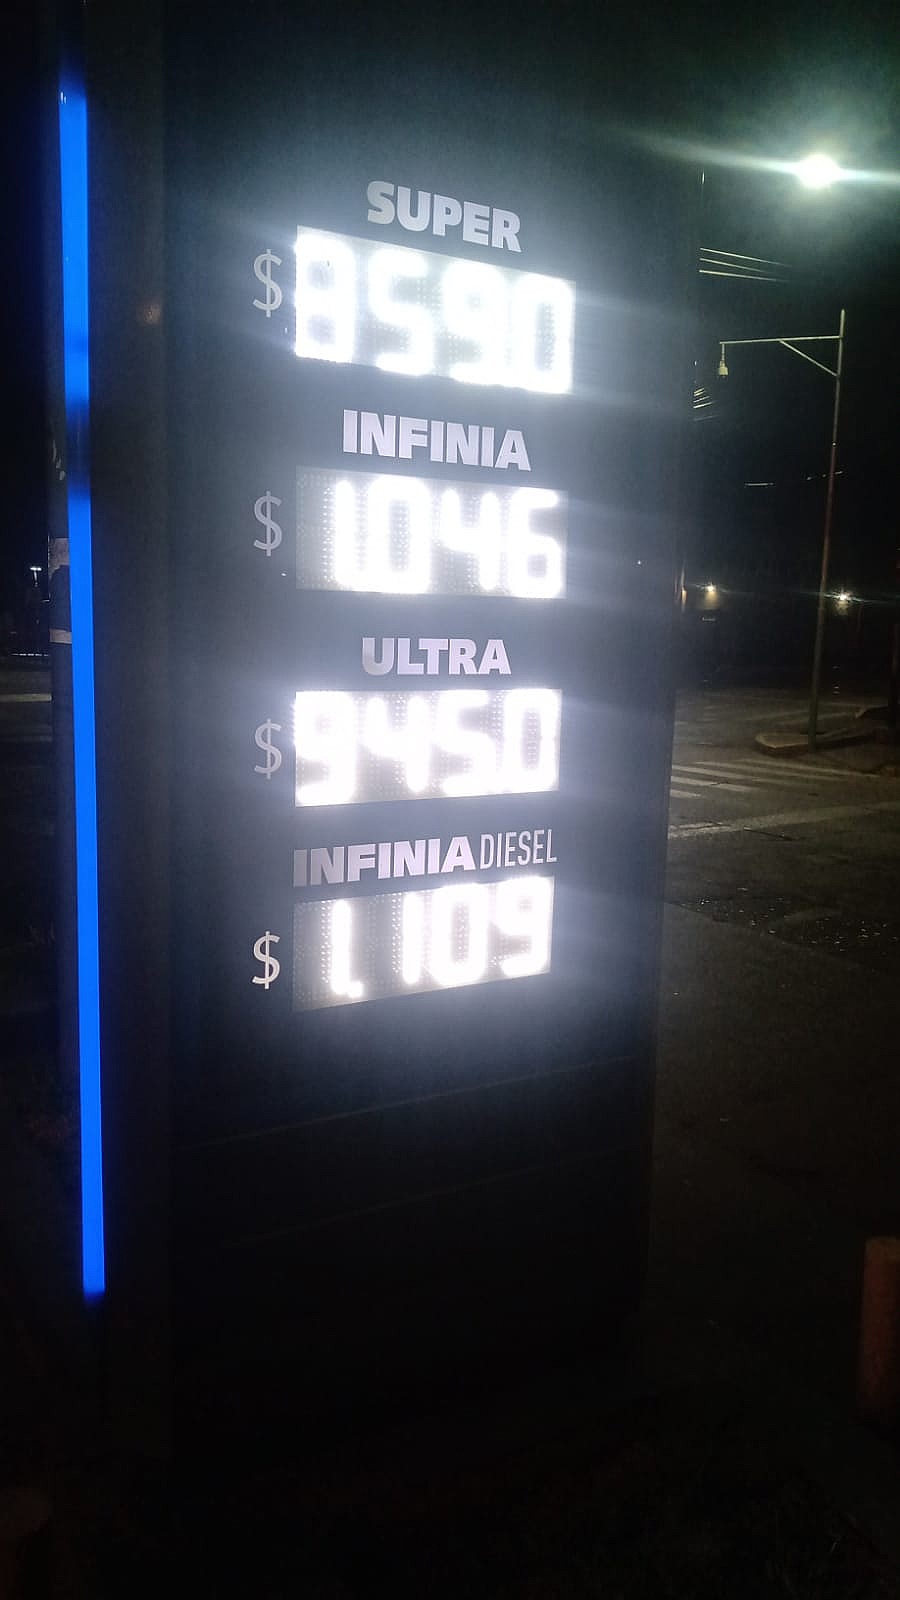 SUPER
$ 859.0
INFINIA
$ 1.046
ULTRA
$ 945.0
INFINIA DIESEL
$ 1.109